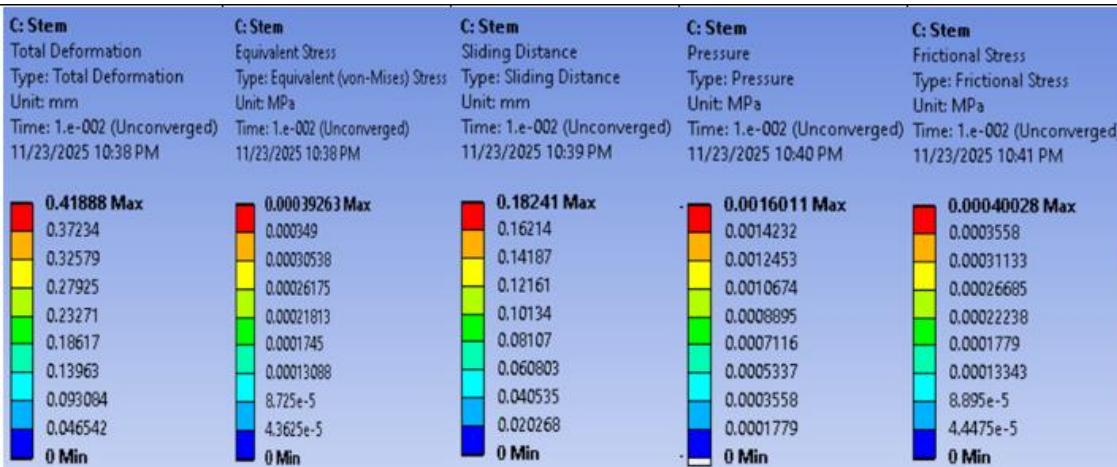 C: Stem
Total Deformation
Type: Total Deformation
Unit: mm
Time: 1.e-002 (Unconverged)
11/23/2025 10:38 PM
0.41888 Max
0.37234
0.32579
0.27925
0.23271
0.18617
0.13963
0.093084
0.046542
0 Min
C: Stem
Equivalent Stress
Type: Equivalent (von-Mises) Stress
Unit: MPa
Time: 1.e-002 (Unconverged)
11/23/2025 10:38 PM
0.00039263 Max
0.000349
0.00030538
0.00026175
0.00021813
0.0001745
0.00013088
8.725e-5
4.3625e-5
0 Min
C: Stem
Sliding Distance
Type: Sliding Distance
Unit: mm
Time: 1.e-002 (Unconverged)
11/23/2025 10:39 PM
0.18241 Max
0.16214
0.14187
0.12161
0.10134
0.08107
0.060803
0.040535
0.020268
0 Min
C: Stem
Pressure
Type: Pressure
Unit: MPa
Time: 1.e-002 (Unconverged)
11/23/2025 10:40 PM
0.0016011 Max
0.0014232
0.0012453
0.0010674
0.0008895
0.0007116
0.0005337
0.0003558
0.0001779
0 Min
C: Stem
Frictional Stress
Type: Frictional Stress
Unit: MPa
Time: 1.e-002 (Unconverged
11/23/2025 10:41 PM
0.00040028 Max
0.0003558
0.00031133
0.00026685
0.00022238
0.0001779
0.00013343
8.895e-5
4.4475e-5
0 Min